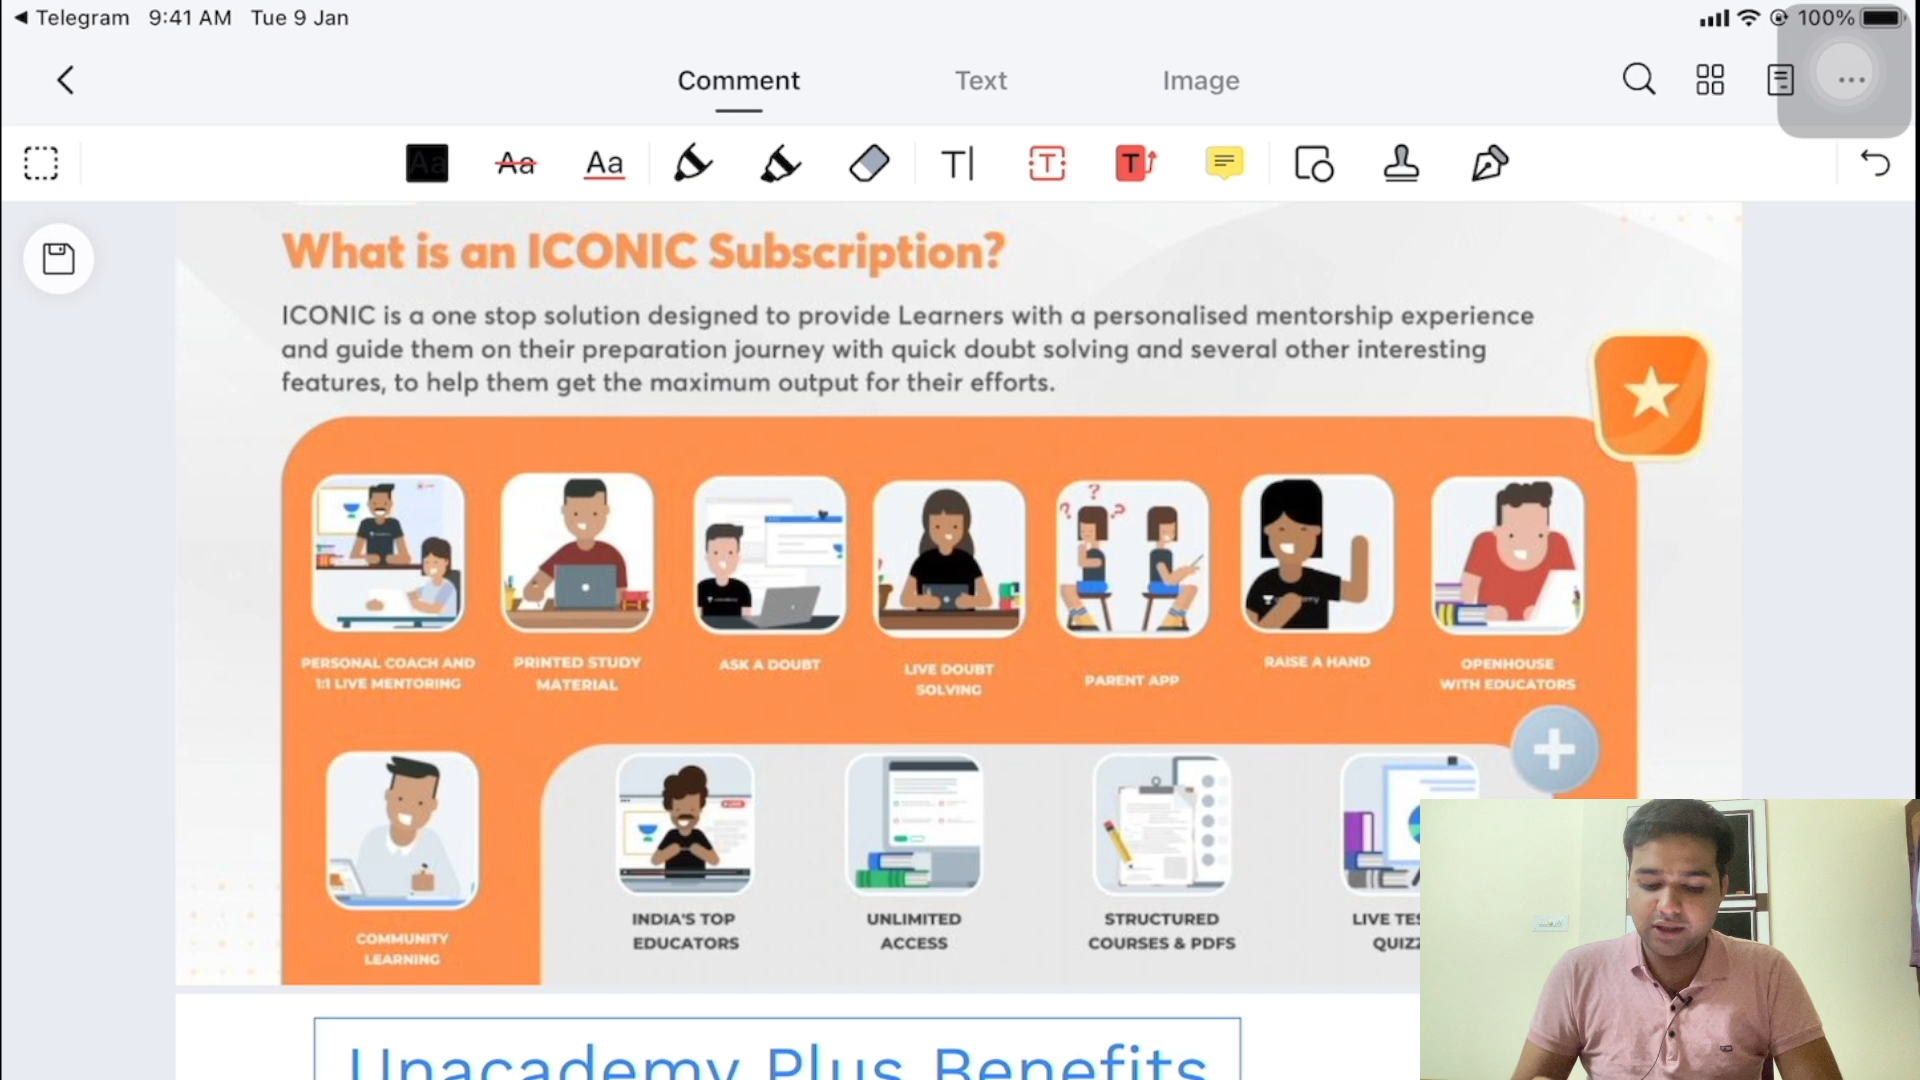 Telegram 9:41 AM Tue 9 Jan 100%
Comment Text Image
Aa Aa Aa T T T
What is an ICONIC Subscription?
ICONIC is a one stop solution designed to provide Learners with a personalised mentorship experience
and guide them on their preparation journey with quick doubt solving and several other interesting
features, to help them get the maximum output for their efforts.
PERSONAL COACH AND
1:1 LIVE MENTORING
PRINTED STUDY
MATERIAL
ASK A DOUBT
LIVE DOUBT
SOLVING
PARENT APP
RAISE A HAND
OPENHOUSE
WITH EDUCATORS
COMMUNITY
LEARNING
INDIA'S TOP
EDUCATORS
UNLIMITED
ACCESS
STRUCTURED
COURSES & PDFS
LIVE
Unacademy Plus Benefits